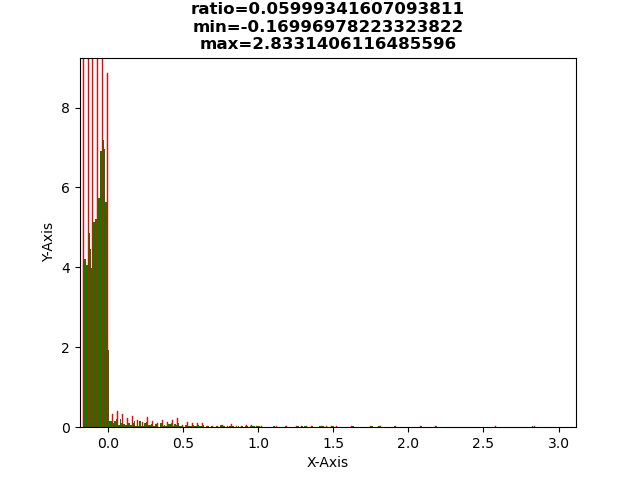 ratio=0.05999341607093811
min=-0.16996978223323822
max=2.8331406116485596
8
6
4
2
0
Y-Axis
0.0 0.5 1.0 1.5 2.0 2.5 3.0
X-Axis